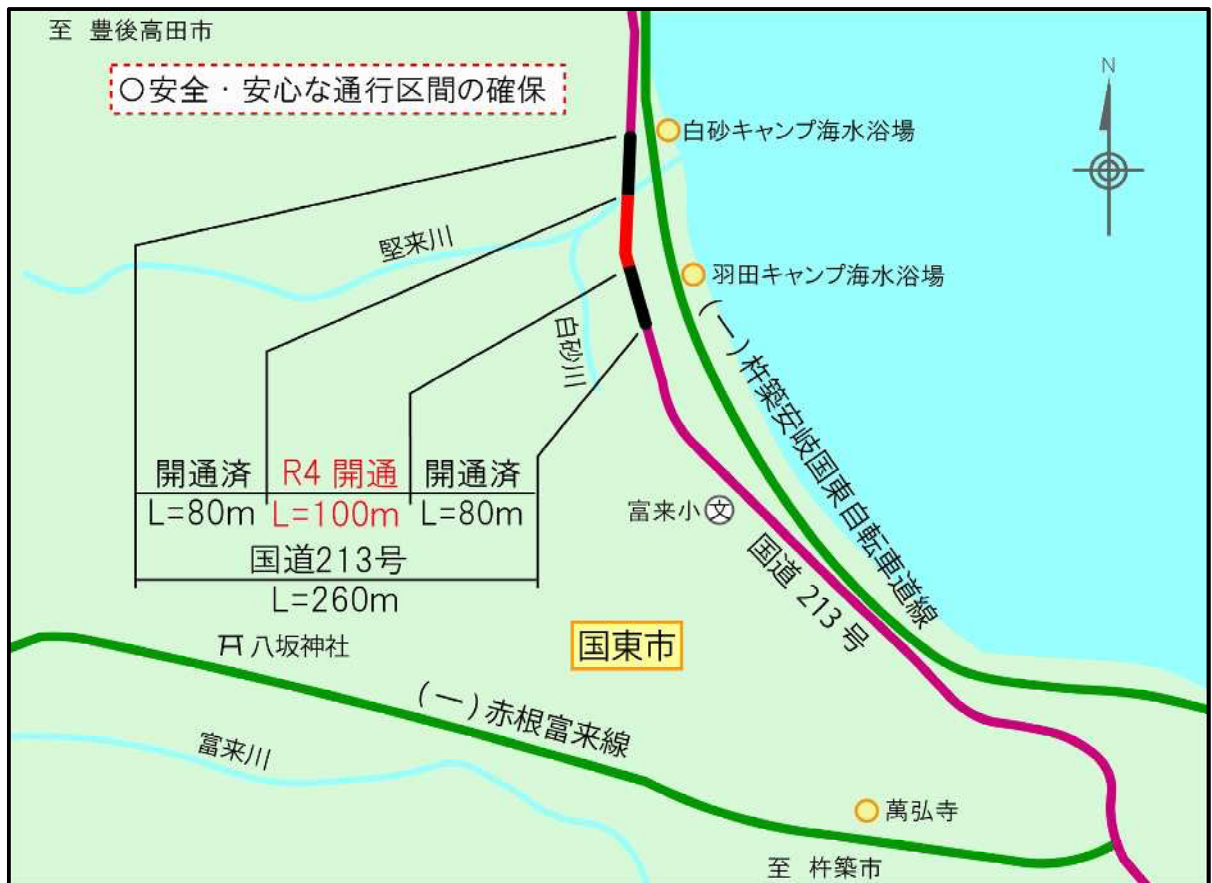 至 豊後高田市
○安全・安心な通行区間の確保
N
白砂キャンプ海水浴場
堅来川
羽田キャンプ海水浴場
白砂川
(一)杵築安岐国東自転車道線
開通済 R4 開通 開通済
L=80m L=100m L=80m
国道213号
L=260m
富来小 文
国道 213 号
八坂神社
国東市
(一)赤根富来線
富来川
萬弘寺
至 杵築市